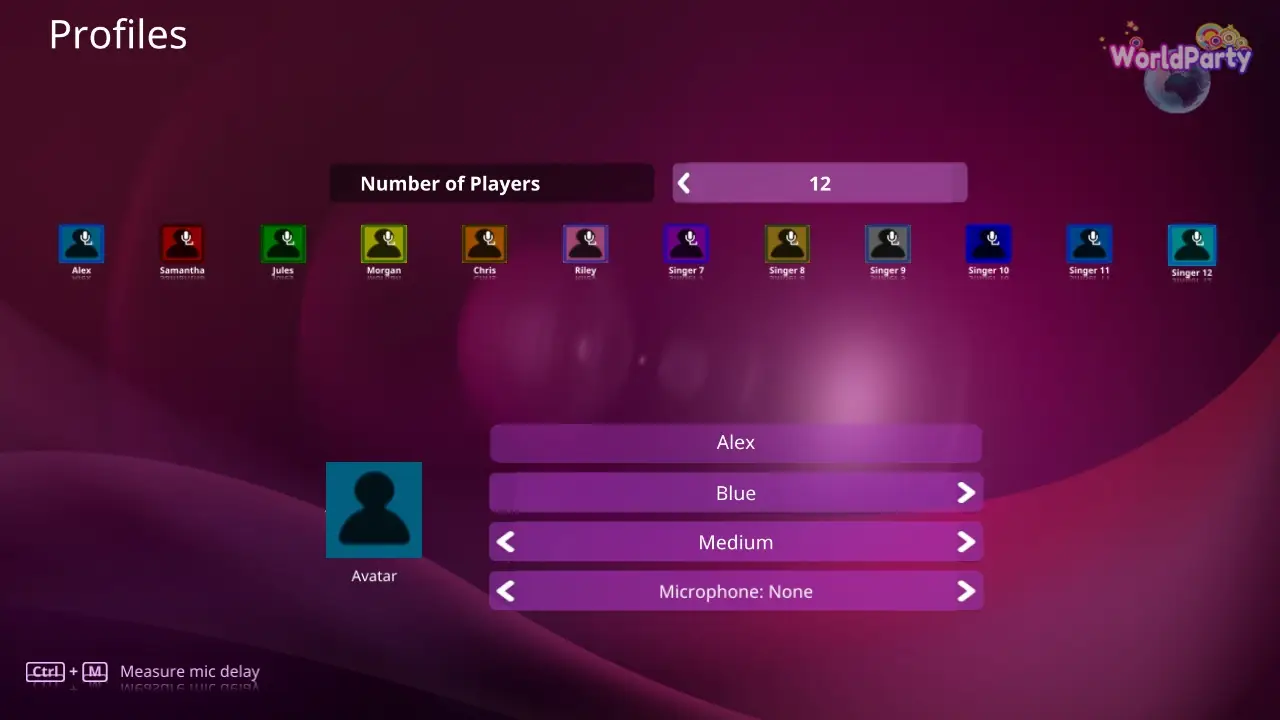 Profiles
WorldParty
Number of Players
12
Alex
Samantha
Jules
Morgan
Chris
Riley
Singer 7
Singer 8
Singer 9
Singer 10
Singer 11
Singer 12
Alex
Blue
Medium
Microphone: None
Avatar
Ctrl + M Measure mic delay